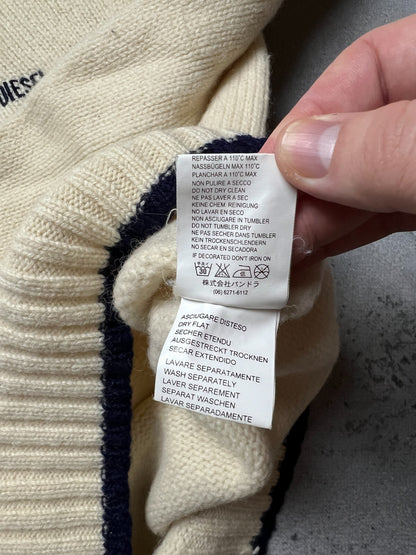 DIESEL
REPASSER A 110°C MAX
NASSBÜGELN MAX 110°C
PLANCHAR A 110°C MAX
NON PULIRE A SECCO
DO NOT DRY CLEAN
NE PAS LAVER A SEC
KEINE CHEM. REINIGUNG
NO LAVAR EN SECO
NON ASCIUGARE IN TUMBLER
DO NOT TUMBLE DRY
NE PAS SECHER DANS TUMBLER
KEIN TROCKENSCHLENDERN
NO SECAR EN SECADORA
IF DECORATED DON'T IRON ON
30
株式会社パンドラ
(06) 6271-6112
ASCIUGARE DISTESO
DRY FLAT
SECHER ETENDU
AUSGESTRECKT TROCKNEN
SECAR EXTENDIDO
LAVARE SEPARATAMENTE
WASH SEPARATELY
LAVER SEPAREMENT
SEPARAT WASCHEN
LAVAR SEPARADAMENTE